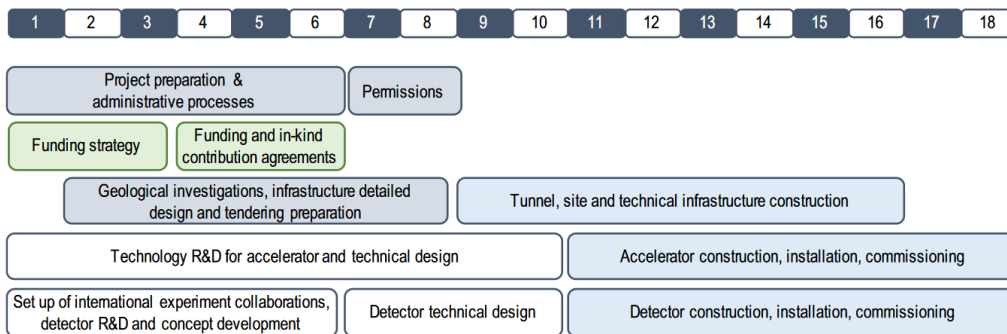 1 2 3 4 5 6 7 8 9 10 11 12 13 14 15 16 17 18
Project preparation &
administrative processes
Permissions
Funding strategy
Funding and in-kind
contribution agreements
Geological investigations, infrastructure detailed
design and tendering preparation
Tunnel, site and technical infrastructure construction
Technology R&D for accelerator and technical design
Accelerator construction, installation, commissioning
Set up of international experiment collaborations,
detector R&D and concept development
Detector technical design
Detector construction, installation, commissioning